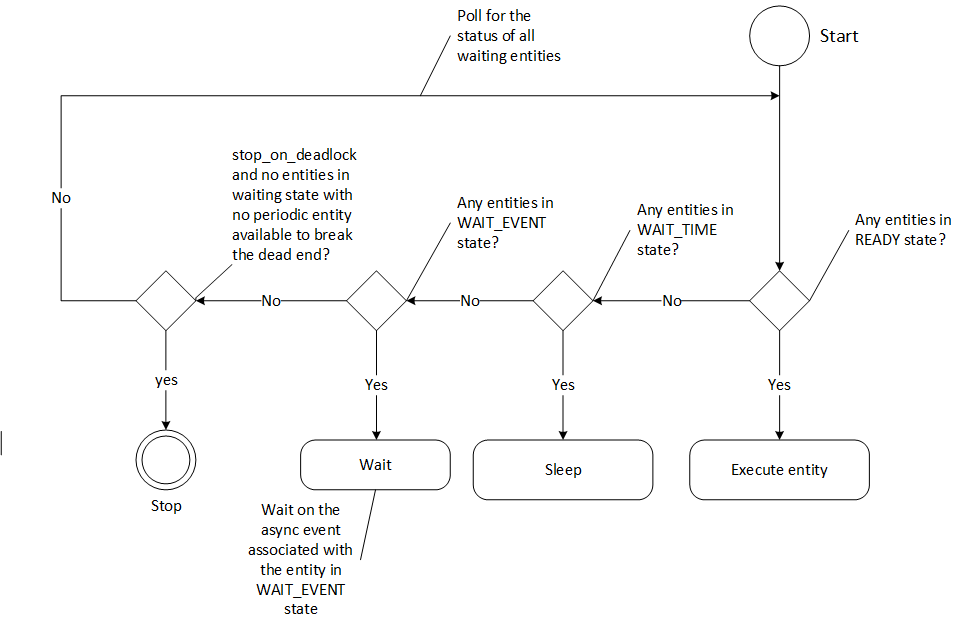 Poll for the
status of all
waiting entities
Start
stop_on_deadlock
and no entities in
waiting state with
no periodic entity
available to break
the dead end?
Any entities in
WAIT_EVENT
state?
Any entities in
WAIT_TIME
state?
Any entities in
READY state?
No
No
No
No
yes
Yes
Yes
Yes
Stop
Wait
Sleep
Execute entity
Wait on the
async event
associated with
the entity in
WAIT_EVENT
state